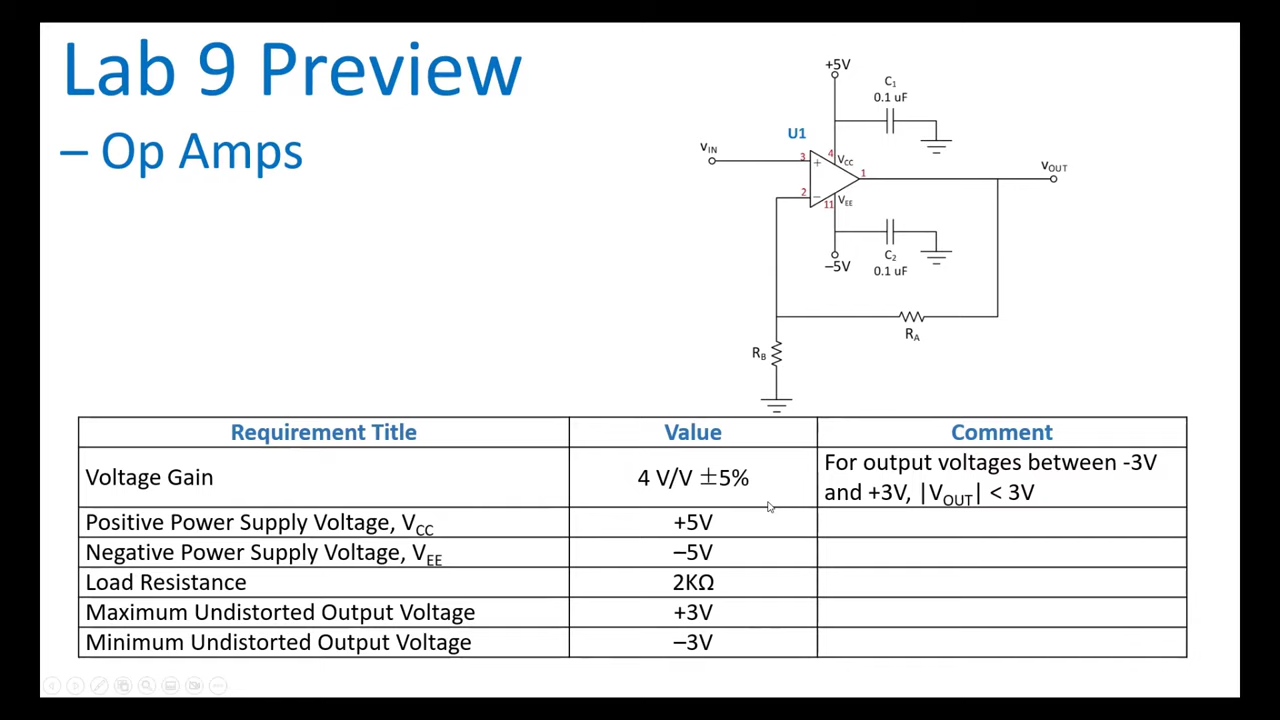 Lab 9 Preview
– Op Amps
+5V
C1
0.1 uF
U1
VIN
3
4
VCC
+
1
VOUT
2
–
11
VEE
–5V
C2
0.1 uF
RA
RB
Requirement Title Value Comment
Voltage Gain 4 V/V ±5% For output voltages between -3V
and +3V, |VOUT| < 3V
Positive Power Supply Voltage, VCC +5V
Negative Power Supply Voltage, VEE –5V
Load Resistance 2KΩ
Maximum Undistorted Output Voltage +3V
Minimum Undistorted Output Voltage –3V